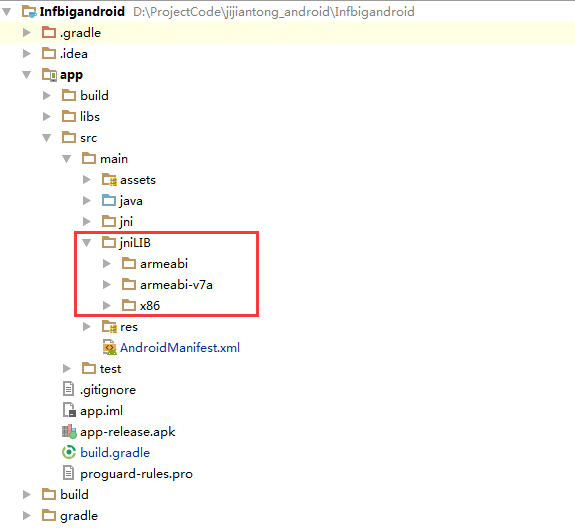 Infbigandroid D:\ProjectCode\jijiantong_android\Infbigandroid
.gradle
.idea
app
build
libs
src
main
assets
java
jni
jniLIB
armeabi
armeabi-v7a
x86
res
AndroidManifest.xml
test
.gitignore
app.iml
app-release.apk
build.gradle
proguard-rules.pro
build
gradle